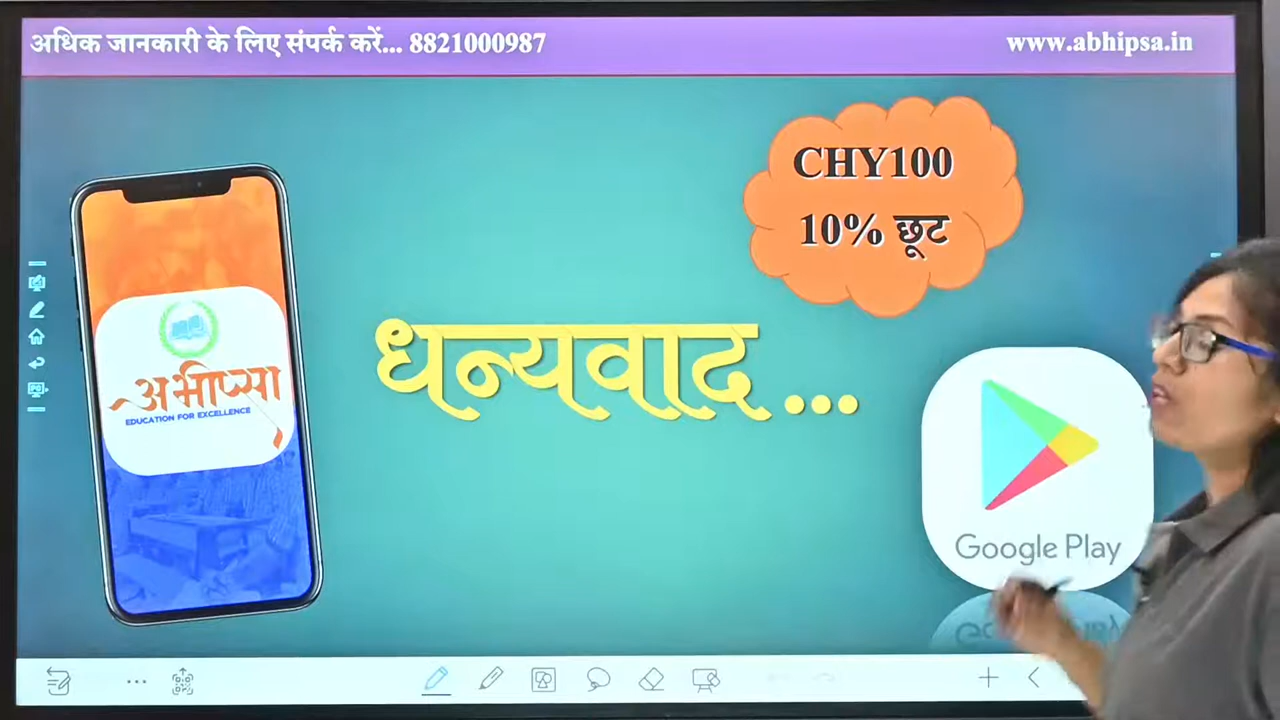 अधिक जानकारी के लिए संपर्क करें... 8821000987
www.abhipsa.in
CHY100
10% छूट
अभीप्सा
EDUCATION FOR EXCELLENCE
धन्यवाद...
Google Play